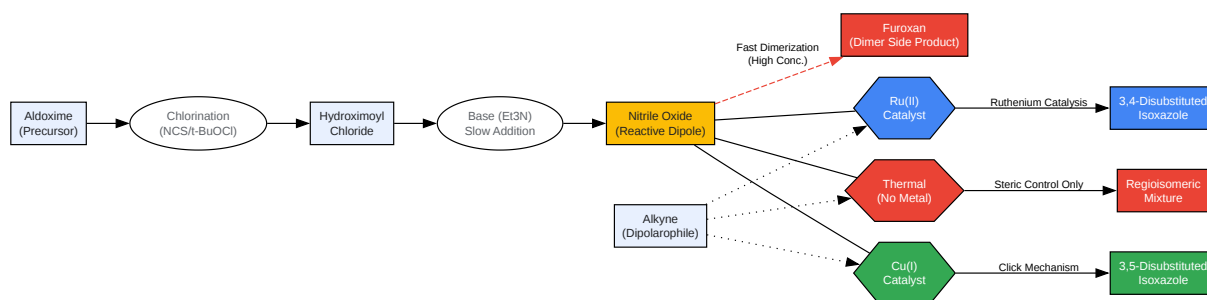 Aldoxime
(Precursor)
Chlorination
(NCS/t-BuOCl)
Hydroximoyl
Chloride
Base (Et3N)
Slow Addition
Nitrile Oxide
(Reactive Dipole)
Alkyne
(Dipolarophile)
Fast Dimerization
(High Conc.)
Furoxan
(Dimer Side Product)
Ru(II)
Catalyst
Ruthenium Catalysis
3,4-Disubstituted
Isoxazole
Thermal
(No Metal)
Steric Control Only
Regioisomeric
Mixture
Cu(I)
Catalyst
Click Mechanism
3,5-Disubstituted
Isoxazole